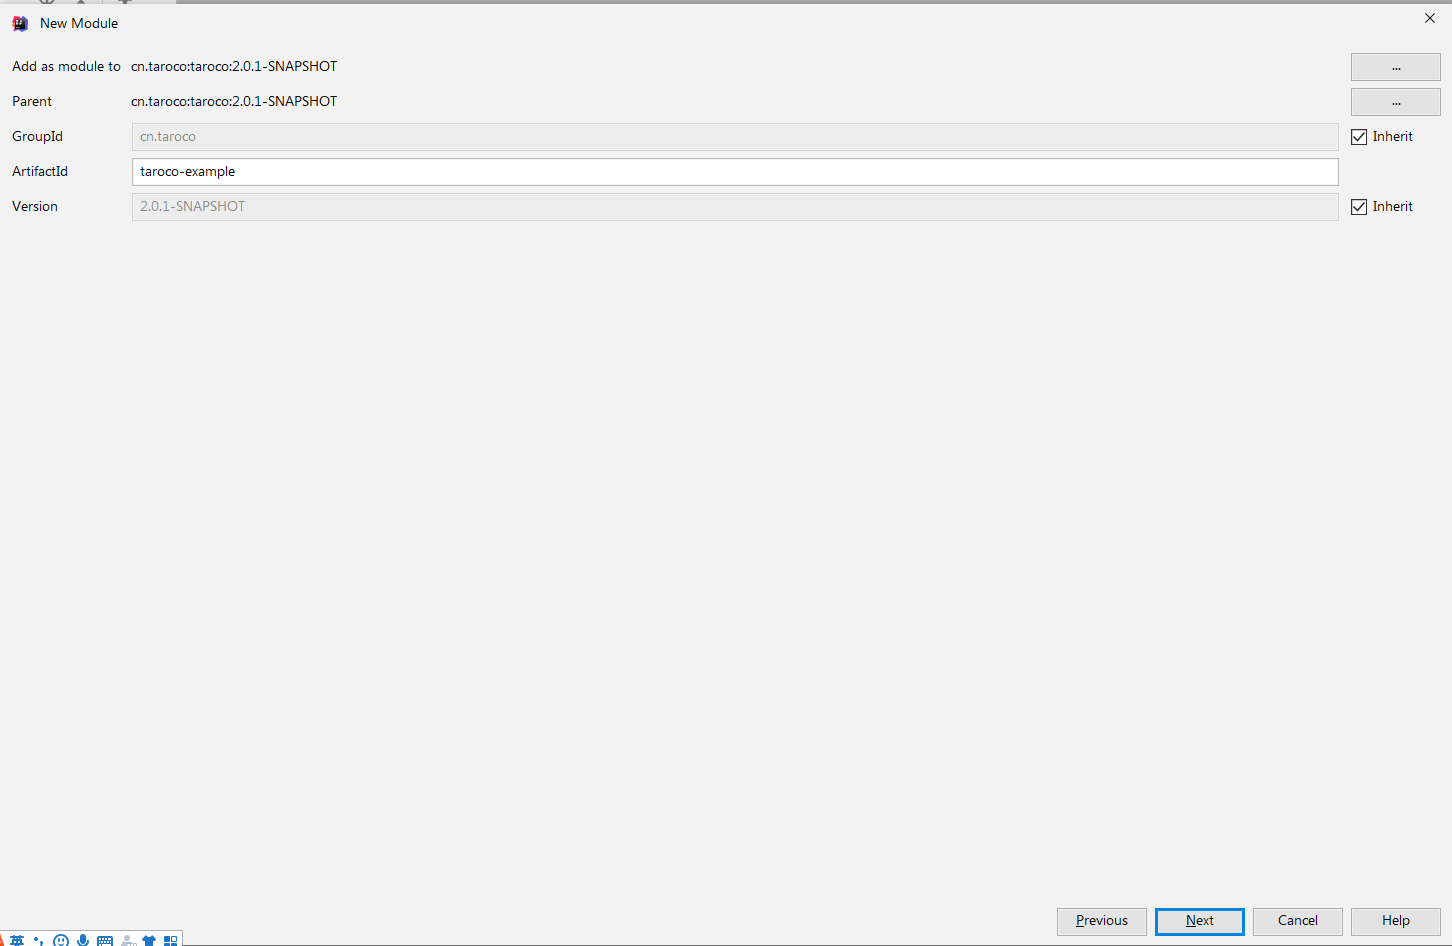 New Module
Add as module to cn.taroco:taroco:2.0.1-SNAPSHOT ...
Parent cn.taroco:taroco:2.0.1-SNAPSHOT ...
GroupId cn.taroco Inherit
ArtifactId taroco-example
Version 2.0.1-SNAPSHOT Inherit
Previous Next Cancel Help
英